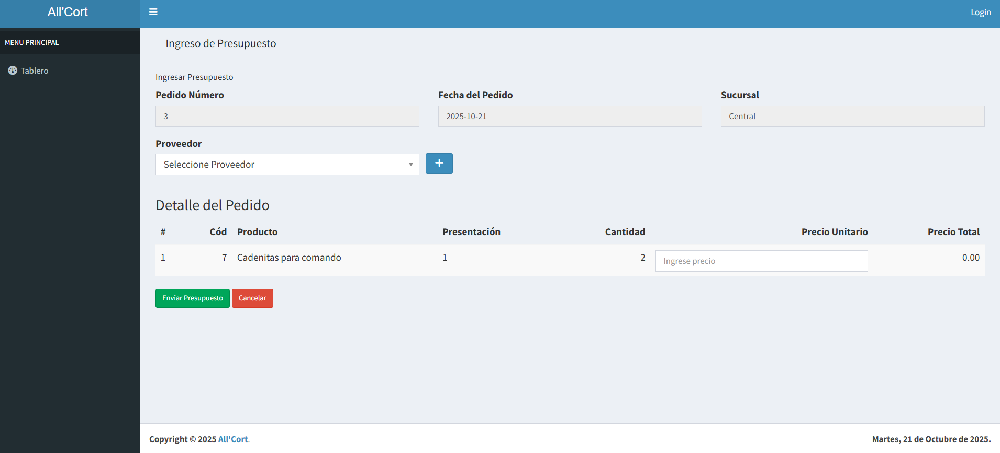 All'Cort
Login
MENU PRINCIPAL
Tablero
Ingreso de Presupuesto
Ingresar Presupuesto
Pedido Número Fecha del Pedido Sucursal
3 2025-10-21 Central
Proveedor
Seleccione Proveedor
Detalle del Pedido
# Cód Producto Presentación Cantidad Precio Unitario Precio Total
1 7 Cadenitas para comando 1 2 Ingrese precio 0.00
Enviar Presupuesto Cancelar
Copyright © 2025 All'Cort. Martes, 21 de Octubre de 2025.